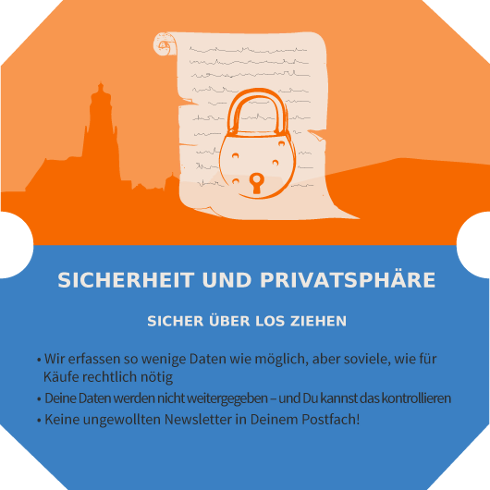 SICHERHEIT UND PRIVATSPHÄRE
SICHER ÜBER LOS ZIEHEN
• Wir erfassen so wenige Daten wie möglich, aber soviele, wie für
Käufe rechtlich nötig
• Deine Daten werden nicht weitergegeben – und Du kannst das kontrollieren
• Keine ungewollten Newsletter in Deinem Postfach!